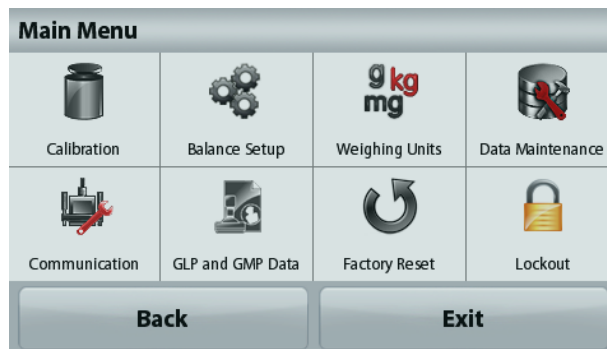 Main Menu
g kg
mg
Calibration
Balance Setup
Weighing Units
Data Maintenance
Communication
GLP and GMP Data
Factory Reset
Lockout
Back
Exit